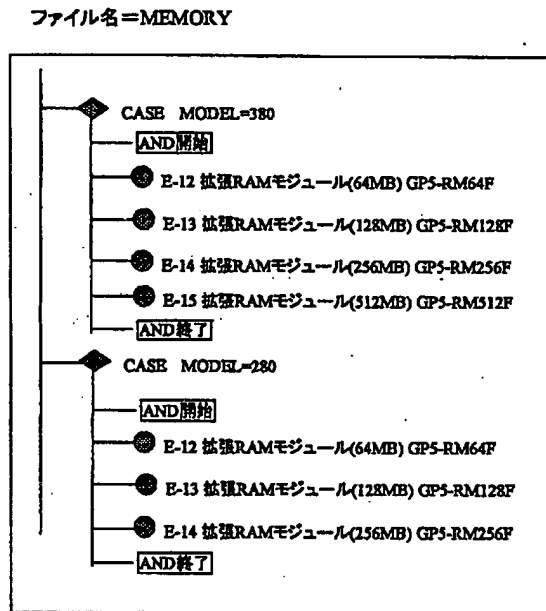 ファイル名=MEMORY
CASE MODEL=380
AND開始
E-12 拡張RAMモジュール(64MB) GP5-RM64F
E-13 拡張RAMモジュール(128MB) GP5-RM128F
E-14 拡張RAMモジュール(256MB) GP5-RM256F
E-15 拡張RAMモジュール(512MB) GP5-RM512F
AND終了
CASE MODEL=280
AND開始
E-12 拡張RAMモジュール(64MB) GP5-RM64F
E-13 拡張RAMモジュール(128MB) GP5-RM128F
E-14 拡張RAMモジュール(256MB) GP5-RM256F
AND終了